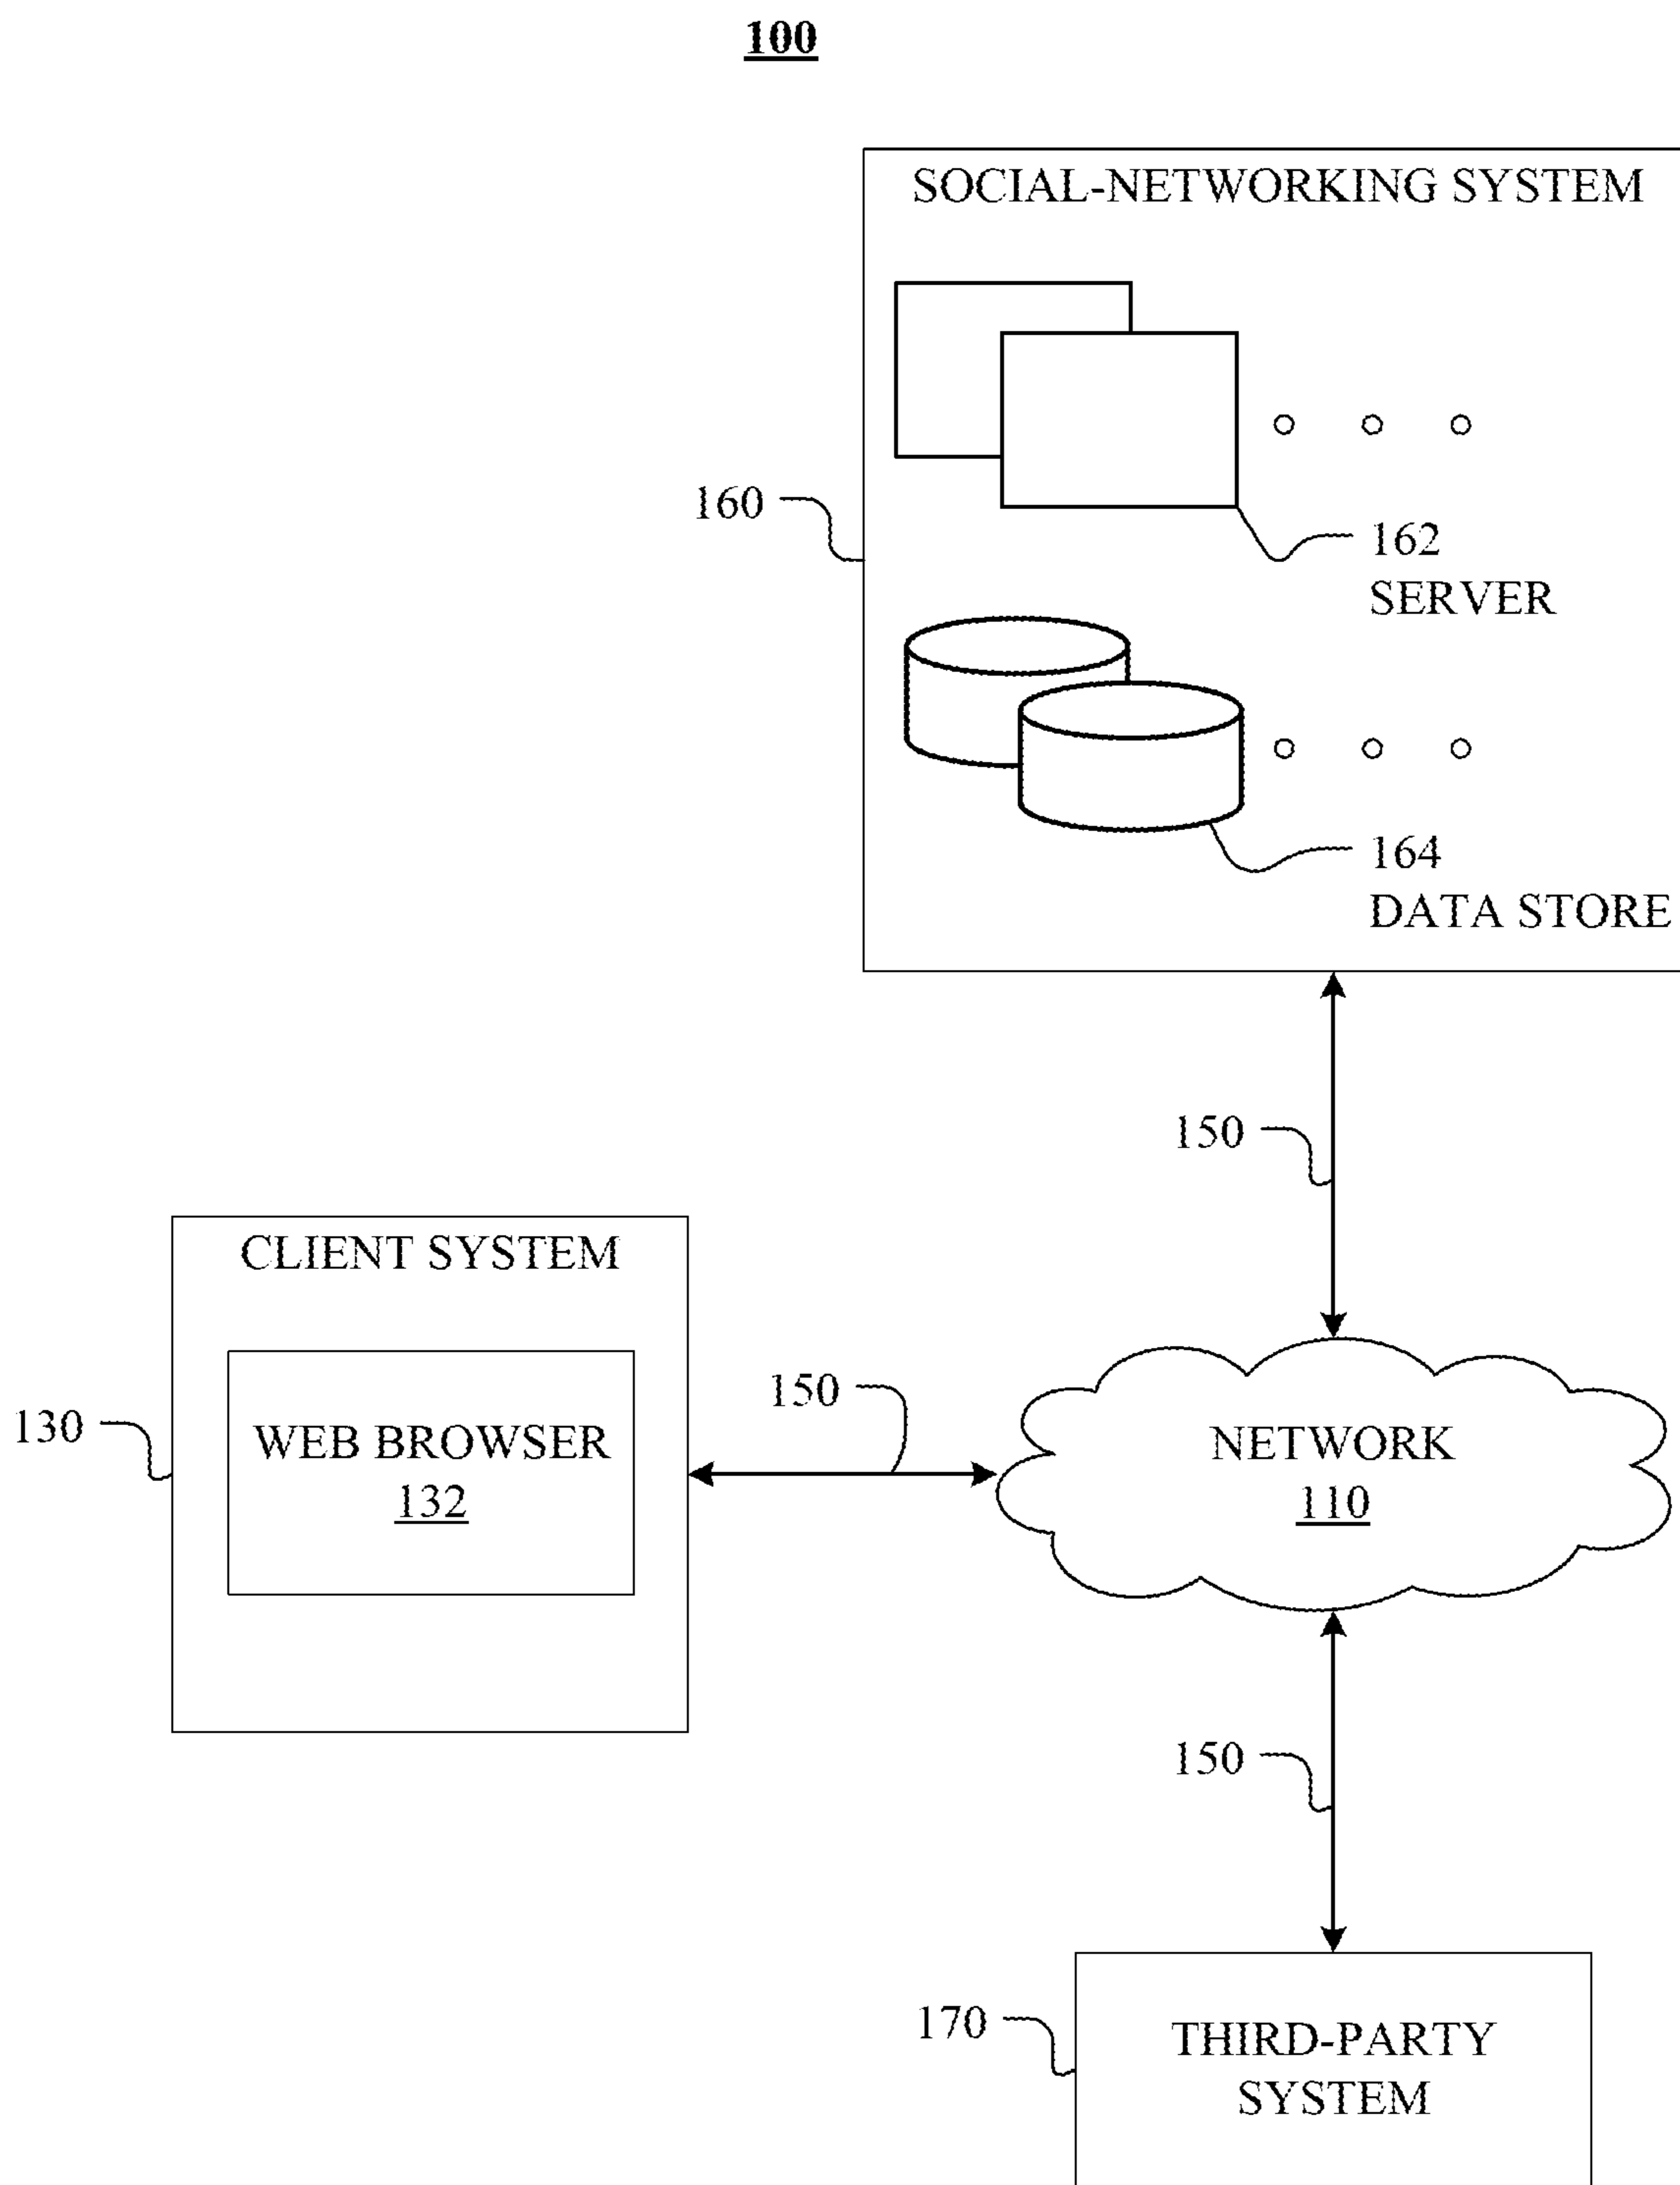 100
SOCIAL-NETWORKING SYSTEM
160
162
SERVER
164
DATA STORE
150
CLIENT SYSTEM
130
WEB BROWSER
132
150
NETWORK
110
150
170
THIRD-PARTY
SYSTEM